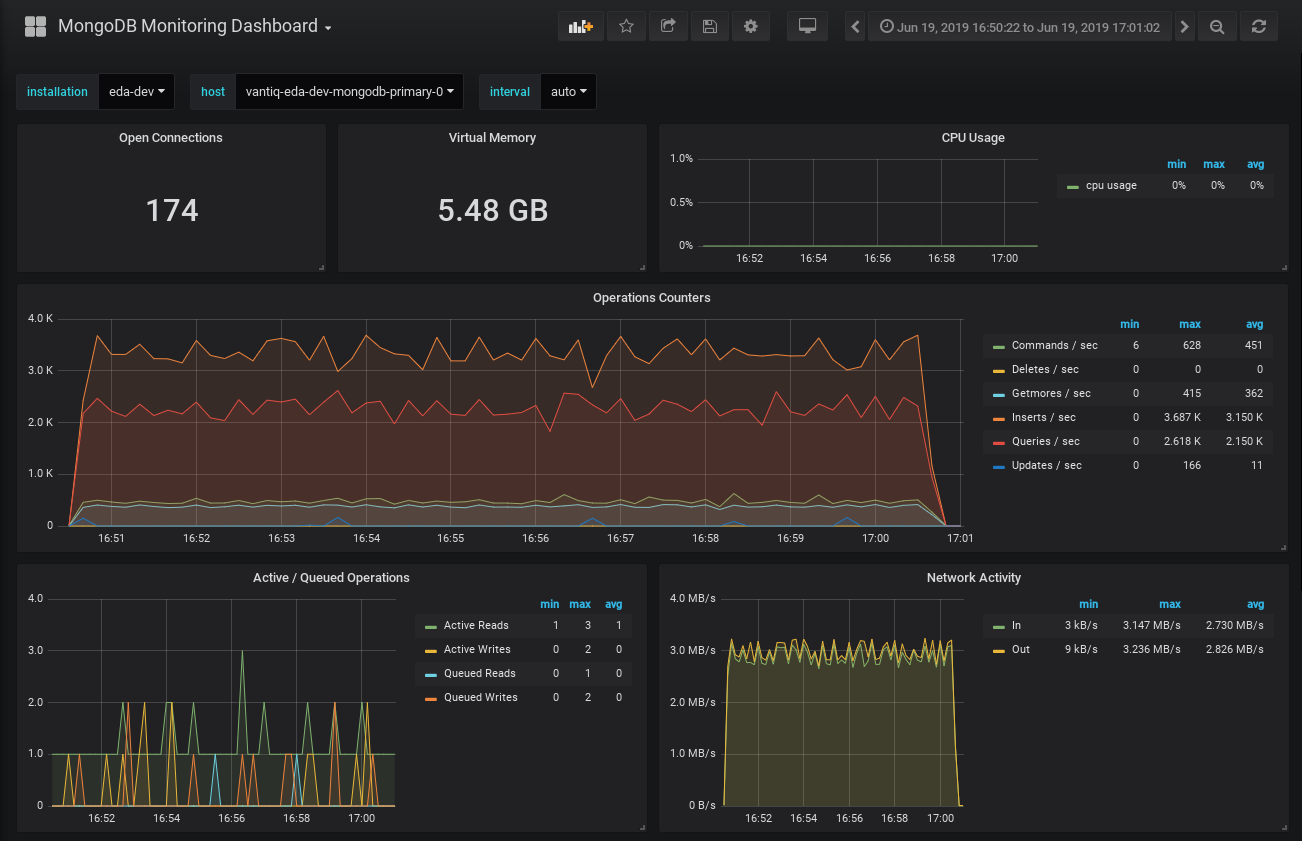 MongoDB Monitoring Dashboard
Jun 19, 2019 16:50:22 to Jun 19, 2019 17:01:02
installation eda-dev host vantiq-eda-dev-mongodb-primary-0 interval auto
Open Connections
174
Virtual Memory
5.48 GB
CPU Usage
1.0%
0.5%
0%
16:52 16:54 16:56 16:58 17:00
min max avg
cpu usage 0% 0% 0%
Operations Counters
4.0 K
3.0 K
2.0 K
1.0 K
0
16:51 16:52 16:53 16:54 16:55 16:56 16:57 16:58 16:59 17:00 17:01
min max avg
Commands / sec 6 628 451
Deletes / sec 0 0 0
Getmores / sec 0 415 362
Inserts / sec 0 3.687 K 3.150 K
Queries / sec 0 2.618 K 2.150 K
Updates / sec 0 166 11
Active / Queued Operations
4.0
3.0
2.0
1.0
0
16:52 16:54 16:56 16:58 17:00
min max avg
Active Reads 1 3 1
Active Writes 0 2 0
Queued Reads 0 1 0
Queued Writes 0 2 0
Network Activity
4.0 MB/s
3.0 MB/s
2.0 MB/s
1.0 MB/s
0 B/s
16:52 16:54 16:56 16:58 17:00
min max avg
In 3 kB/s 3.147 MB/s 2.730 MB/s
Out 9 kB/s 3.236 MB/s 2.826 MB/s